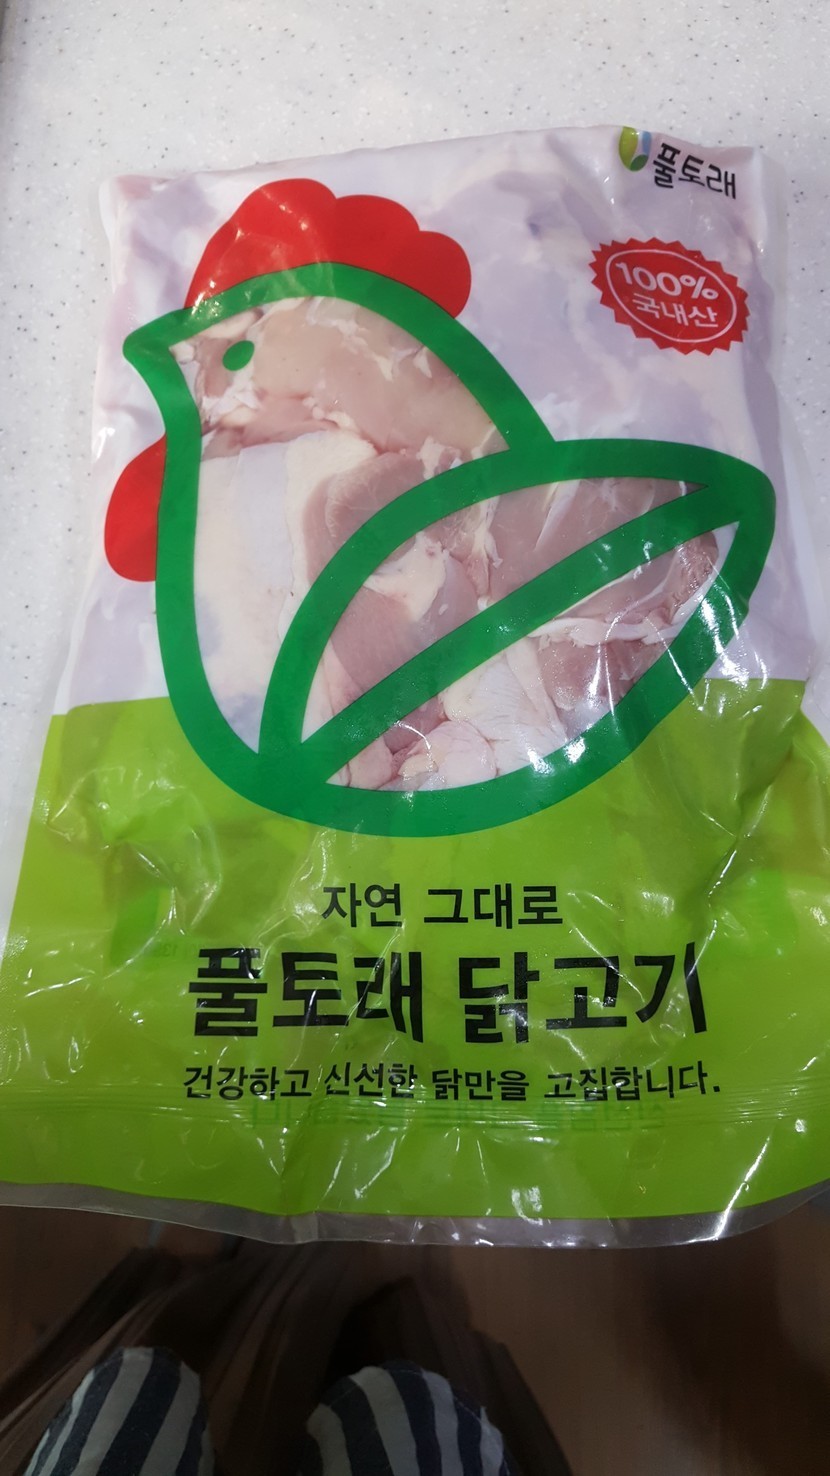 풀토래
100%
국내산
자연 그대로
풀토래 닭고기
건강하고 신선한 닭만을 고집합니다.